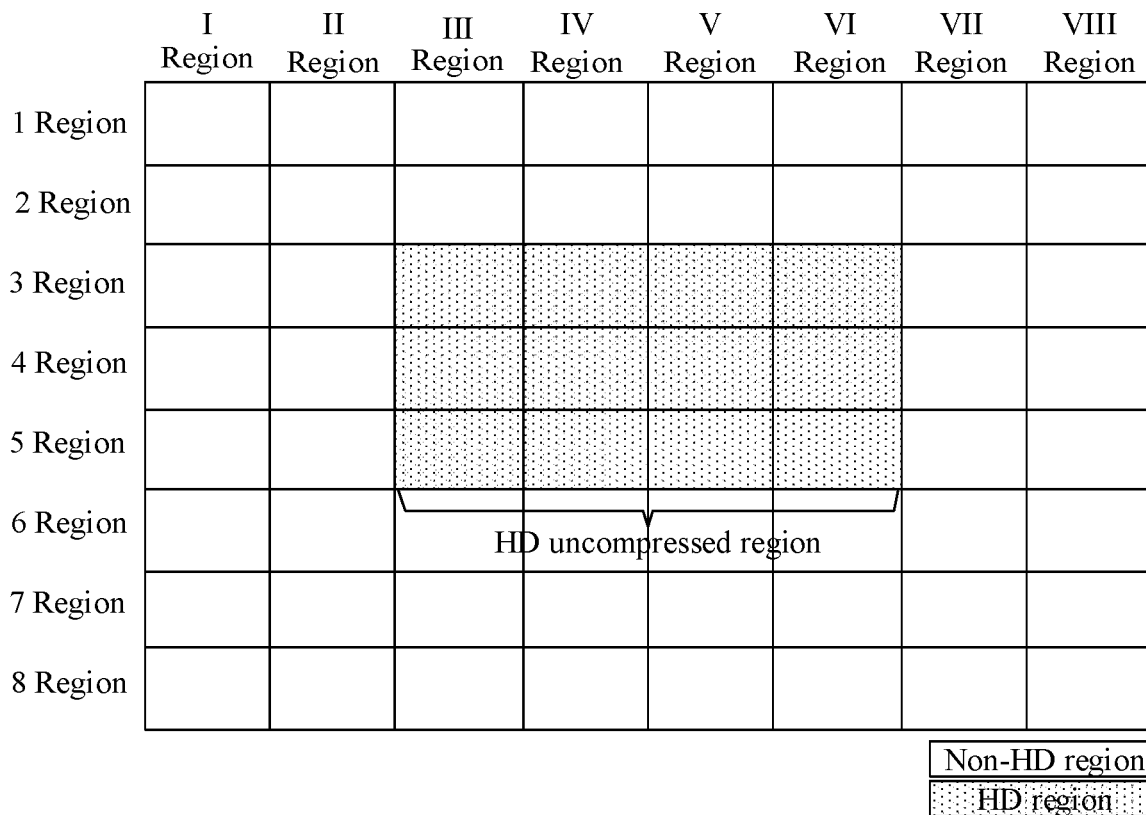 I II III IV V VI VII VIII
Region Region Region Region Region Region Region Region
1 Region
2 Region
3 Region
4 Region
5 Region
6 Region
HD uncompressed region
7 Region
8 Region
Non-HD region
HD region